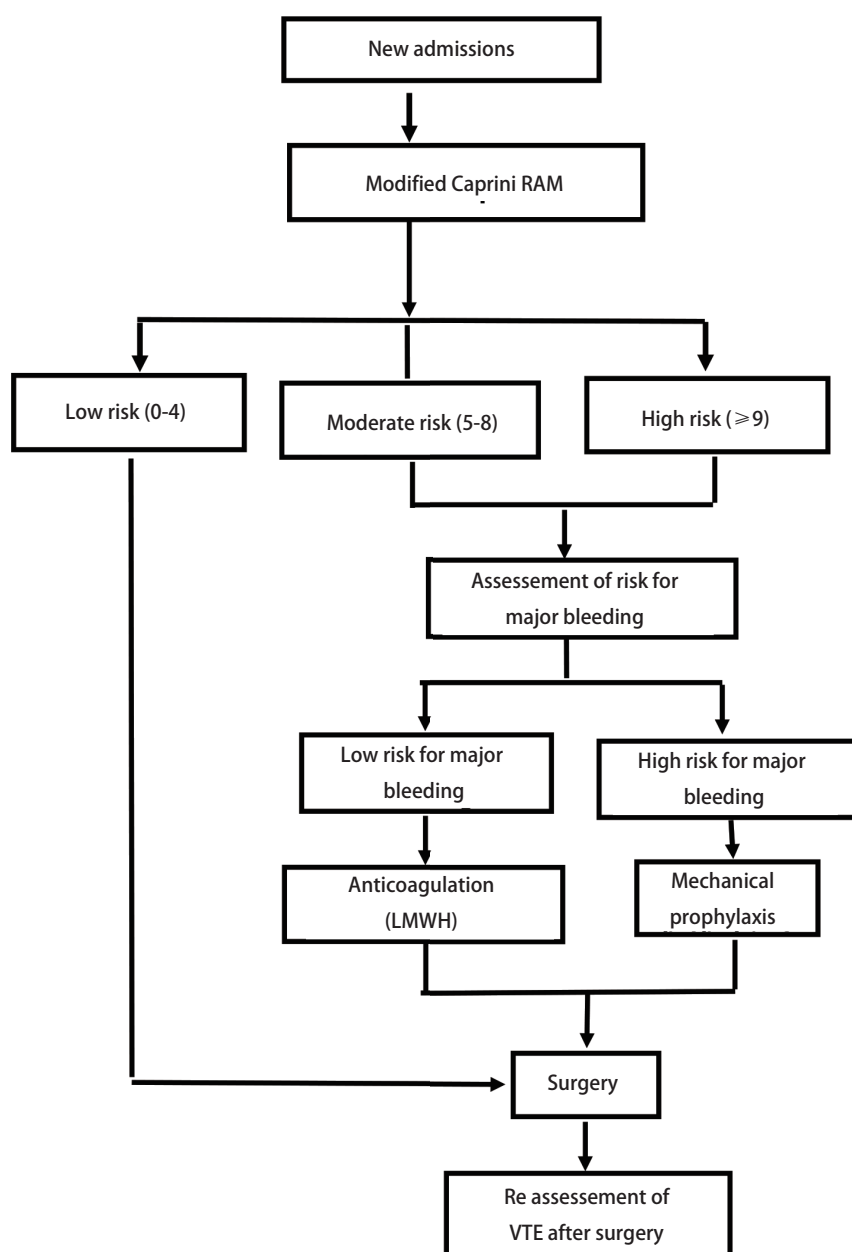 New admissions
Modified Caprini RAM
Low risk (0-4)
Moderate risk (5-8)
High risk (⩾9)
Assessement of risk for
major bleeding
Low risk for major
bleeding
High risk for major
bleeding
Anticoagulation
(LMWH)
Mechanical
prophylaxis
Surgery
Re assessement of
VTE after surgery